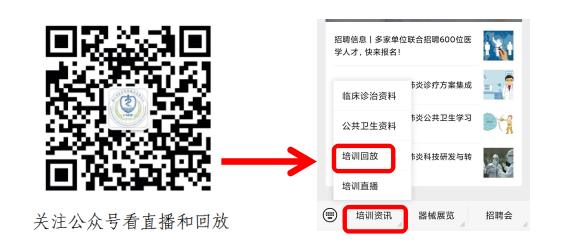 关注公众号看直播和回放
招聘信息丨多家单位联合招聘600位医
学人才，快来报名！
肺炎诊疗方案集成
临床诊治资料
公共卫生资料
肺炎公共卫生学习
培训回放
肺炎科技研发与转
培训直播
培训资讯
器械展览
招聘会